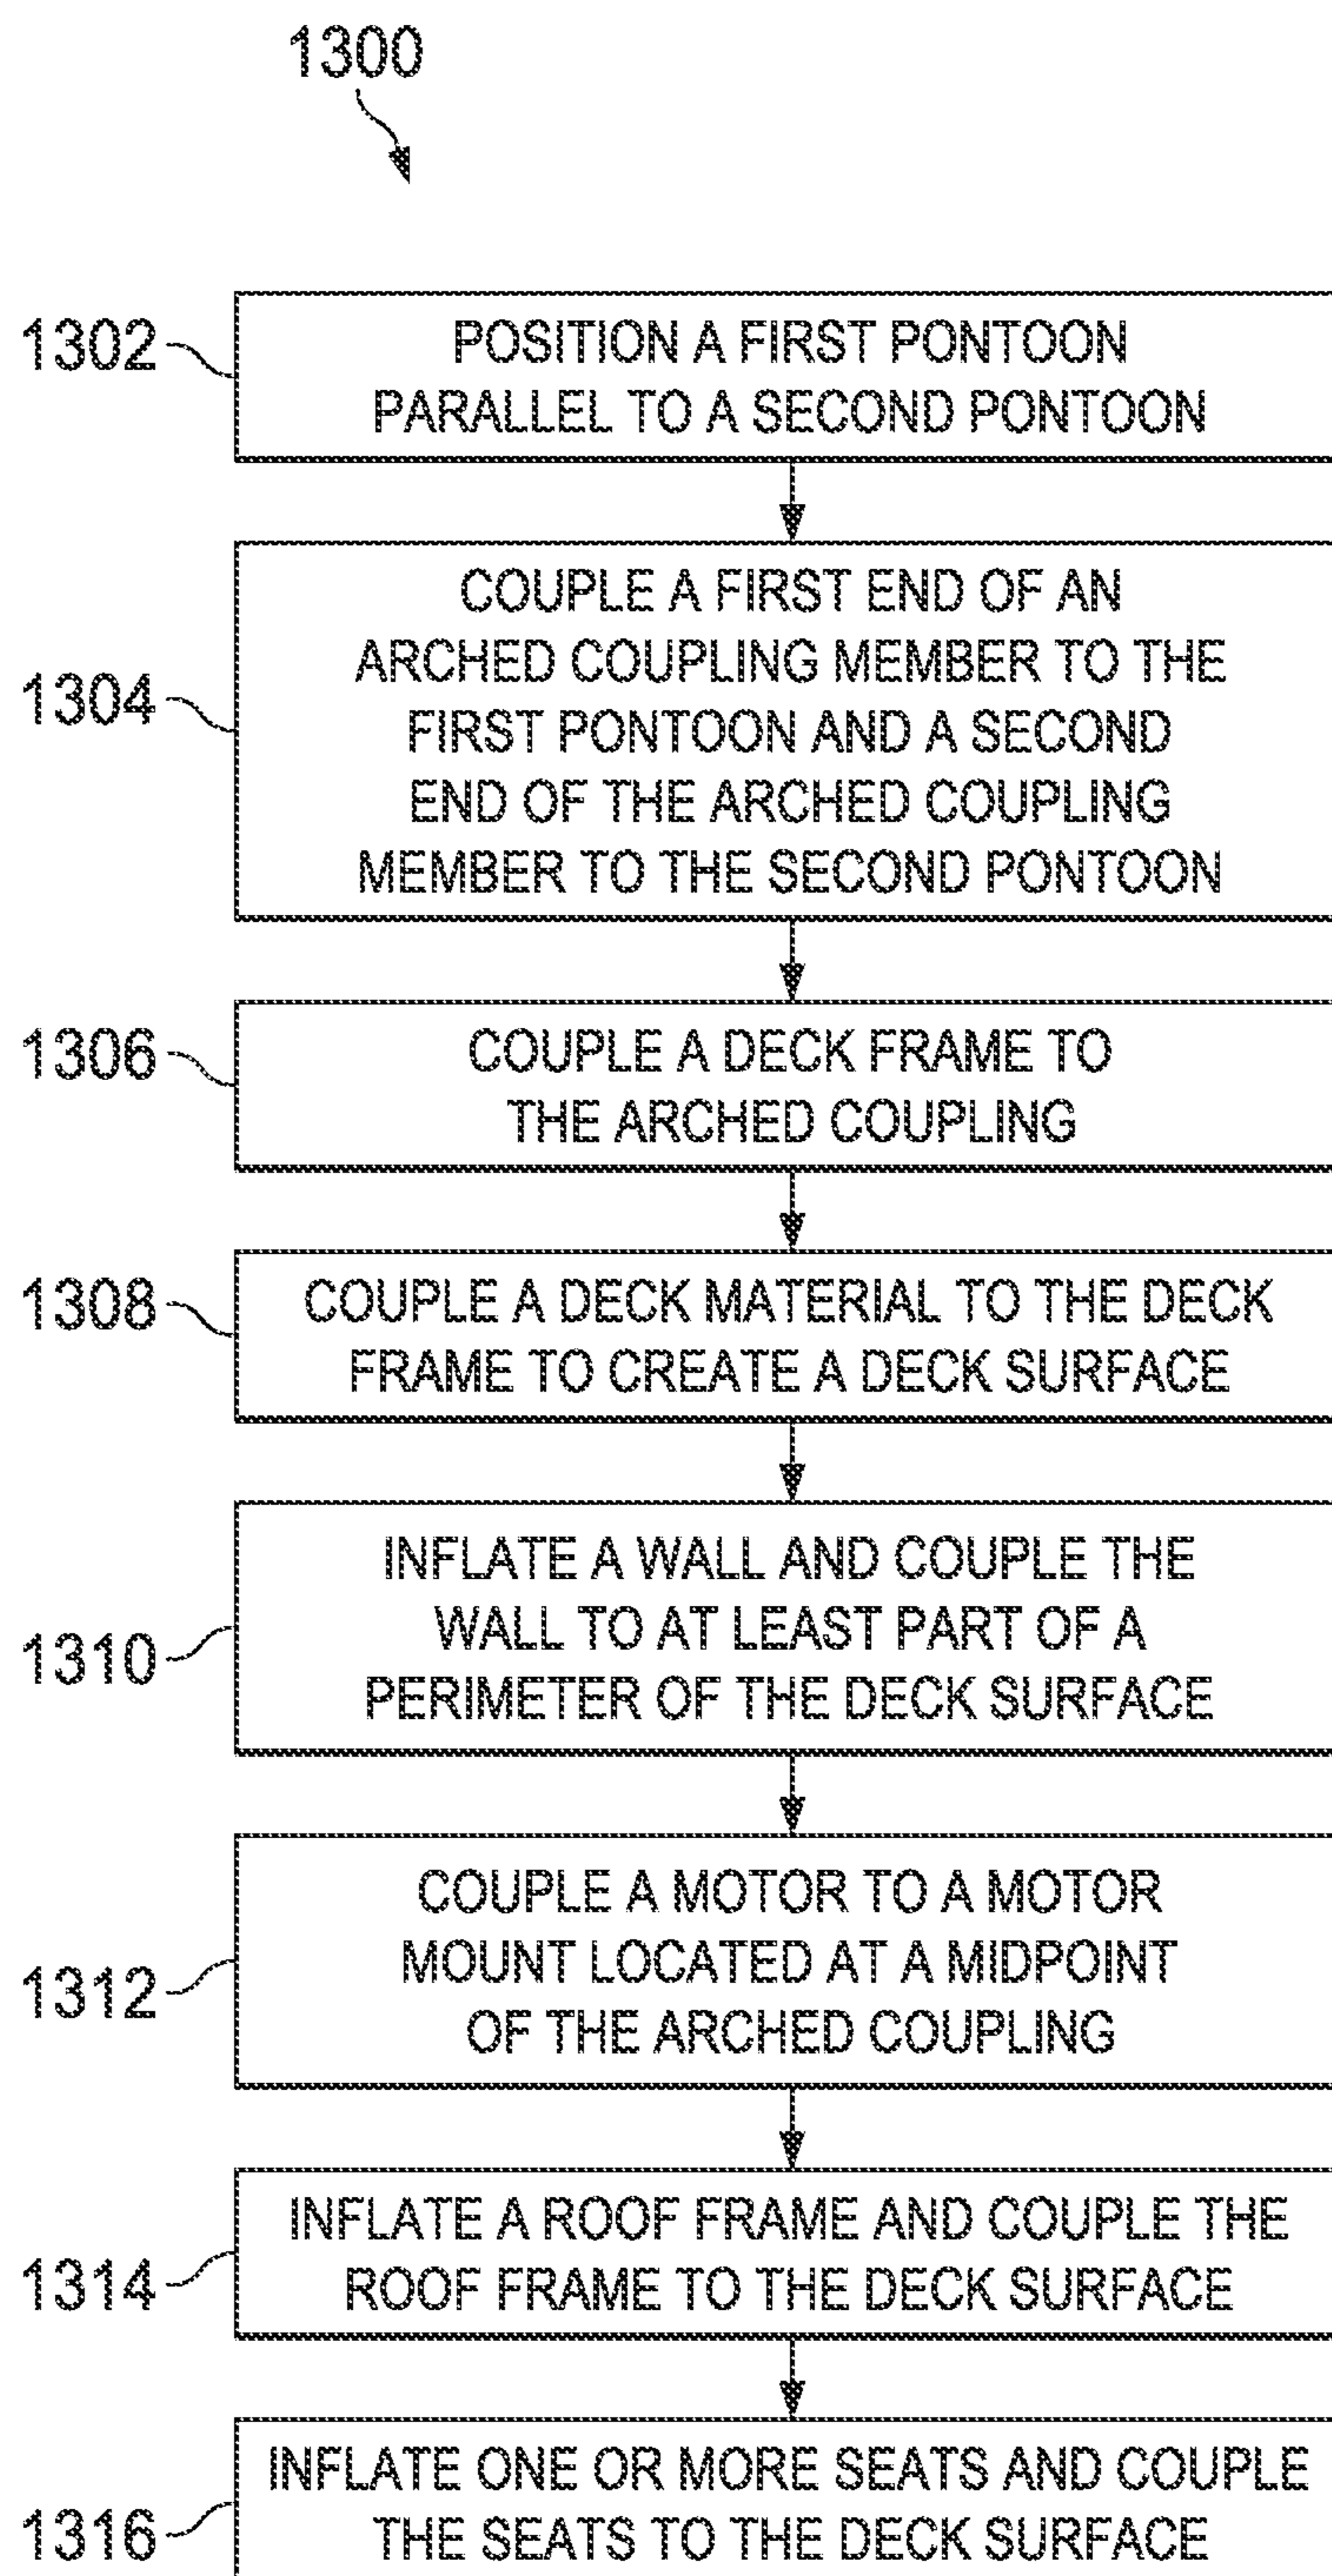 1300
1302
POSITION A FIRST PONTOON
PARALLEL TO A SECOND PONTOON
1304
COUPLE A FIRST END OF AN
ARCHED COUPLING MEMBER TO THE
FIRST PONTOON AND A SECOND
END OF THE ARCHED COUPLING
MEMBER TO THE SECOND PONTOON
1306
COUPLE A DECK FRAME TO
THE ARCHED COUPLING
1308
COUPLE A DECK MATERIAL TO THE DECK
FRAME TO CREATE A DECK SURFACE
1310
INFLATE A WALL AND COUPLE THE
WALL TO AT LEAST PART OF A
PERIMETER OF THE DECK SURFACE
1312
COUPLE A MOTOR TO A MOTOR
MOUNT LOCATED AT A MIDPOINT
OF THE ARCHED COUPLING
1314
INFLATE A ROOF FRAME AND COUPLE THE
ROOF FRAME TO THE DECK SURFACE
1316
INFLATE ONE OR MORE SEATS AND COUPLE
THE SEATS TO THE DECK SURFACE